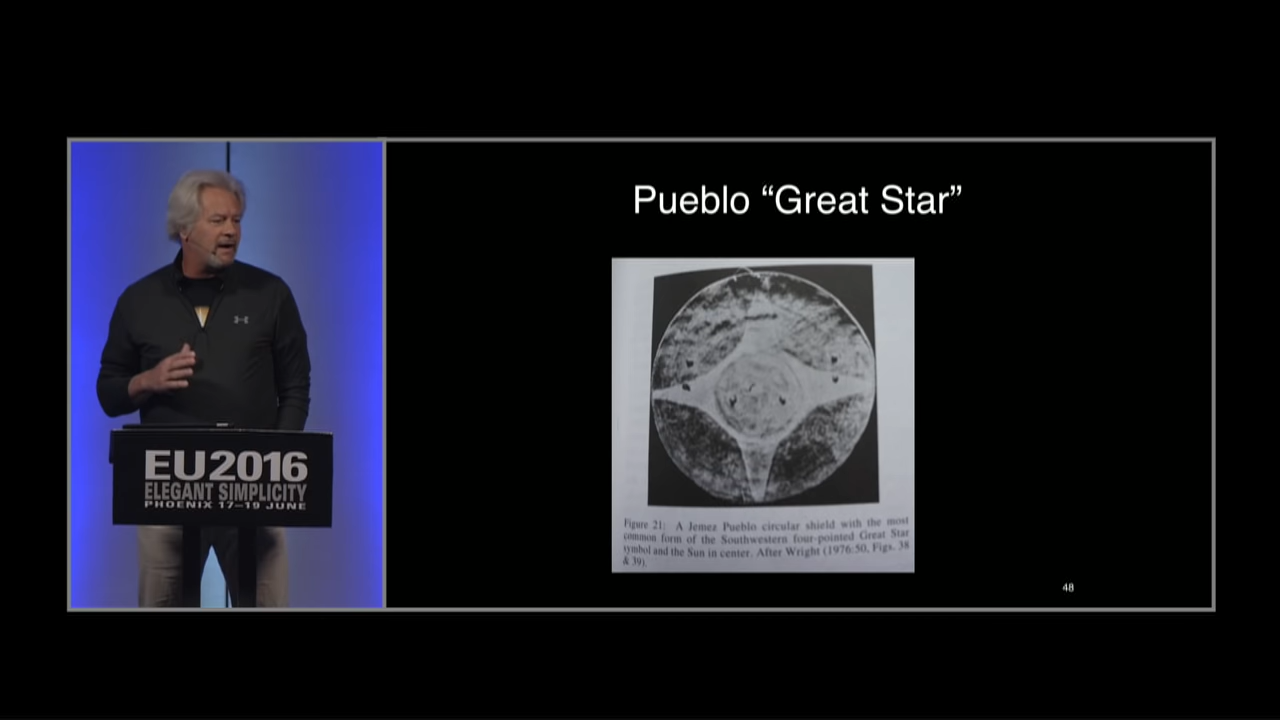 Pueblo “Great Star”
EU2016
ELEGANT SIMPLICITY
PHOENIX 17–19 JUNE
Figure 21: A Jemez Pueblo circular shield with the most
common form of the Southwestern four-pointed Great Star
symbol and the Sun in center. After Wright (1976:50, Figs. 38
& 39).
48